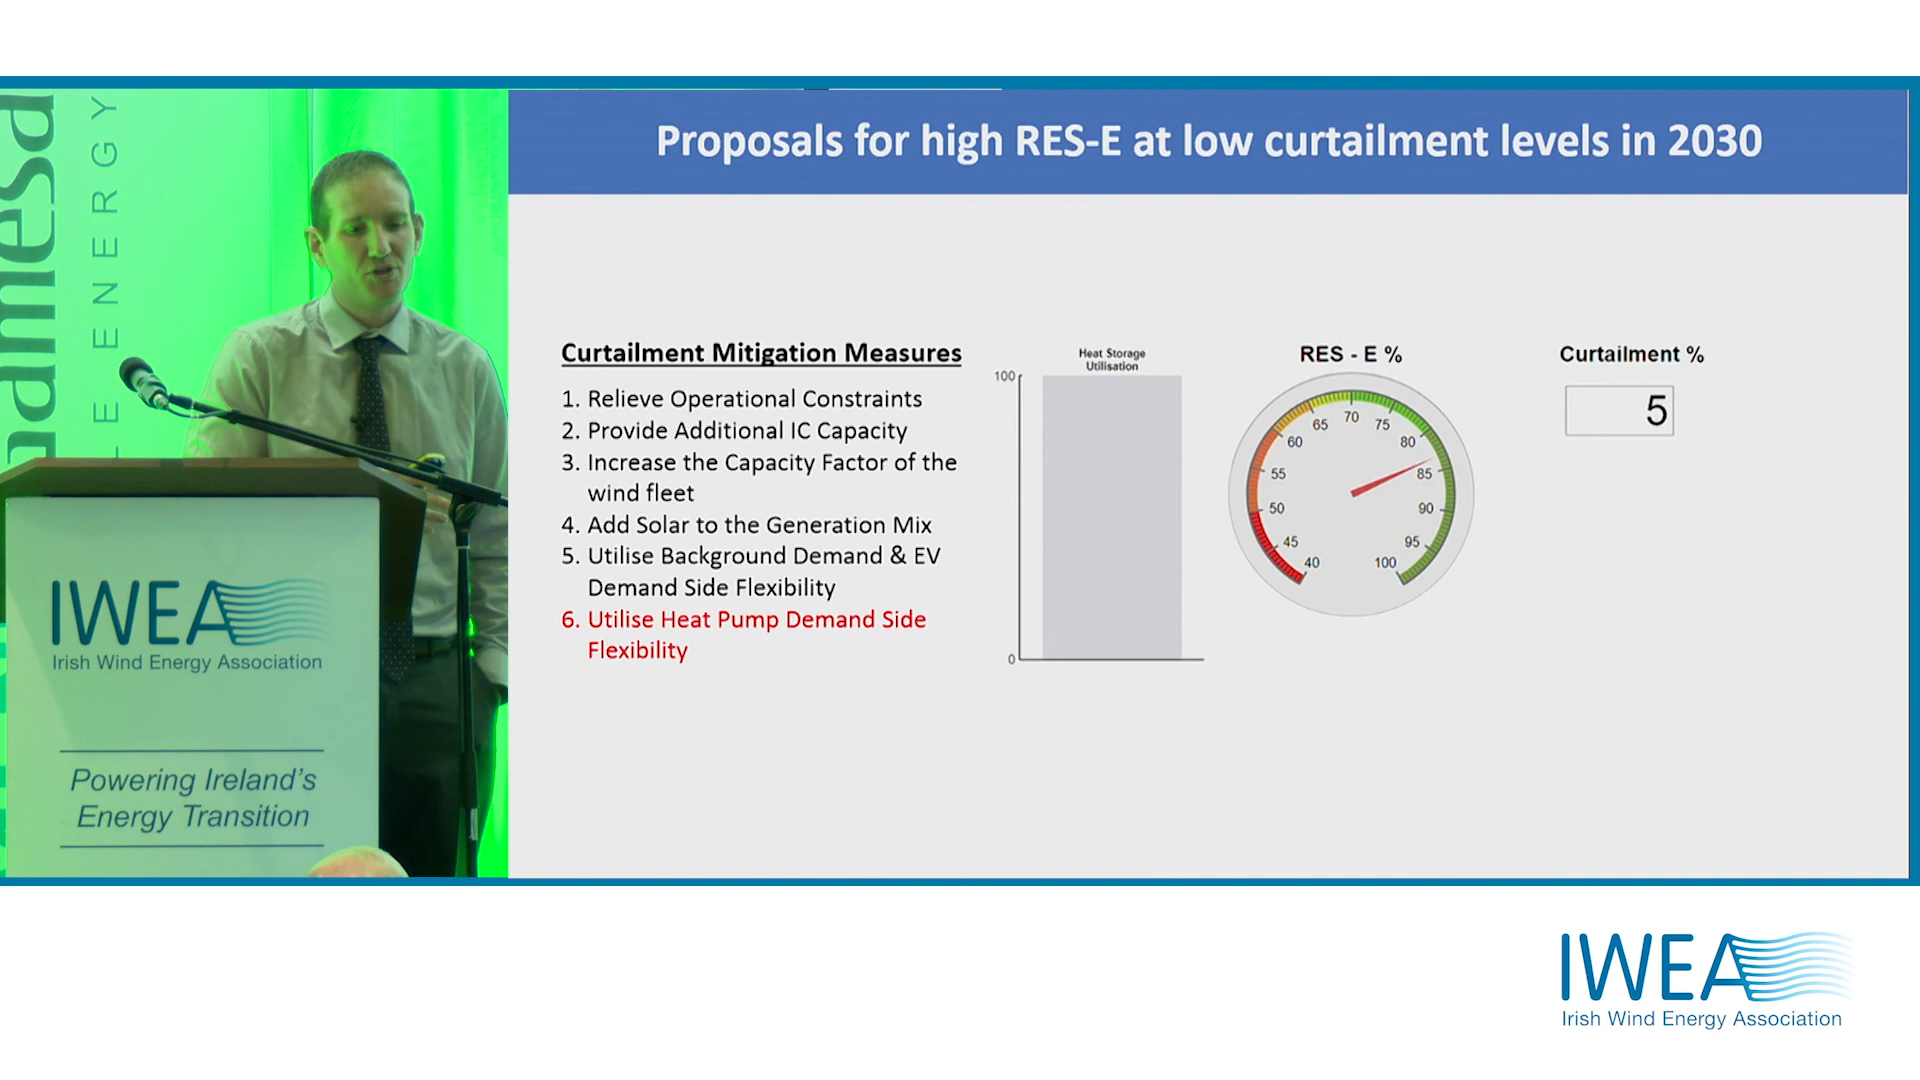 amesa
E ENERGY
IWEA
Irish Wind Energy Association
Powering Ireland's
Energy Transition
Proposals for high RES-E at low curtailment levels in 2030
Curtailment Mitigation Measures
1. Relieve Operational Constraints
2. Provide Additional IC Capacity
3. Increase the Capacity Factor of the
wind fleet
4. Add Solar to the Generation Mix
5. Utilise Background Demand & EV
Demand Side Flexibility
6. Utilise Heat Pump Demand Side
Flexibility
Heat Storage
Utilisation
100
0
RES - E %
40
45
50
55
60
65
70
75
80
85
90
95
100
Curtailment %
5
IWEA
Irish Wind Energy Association